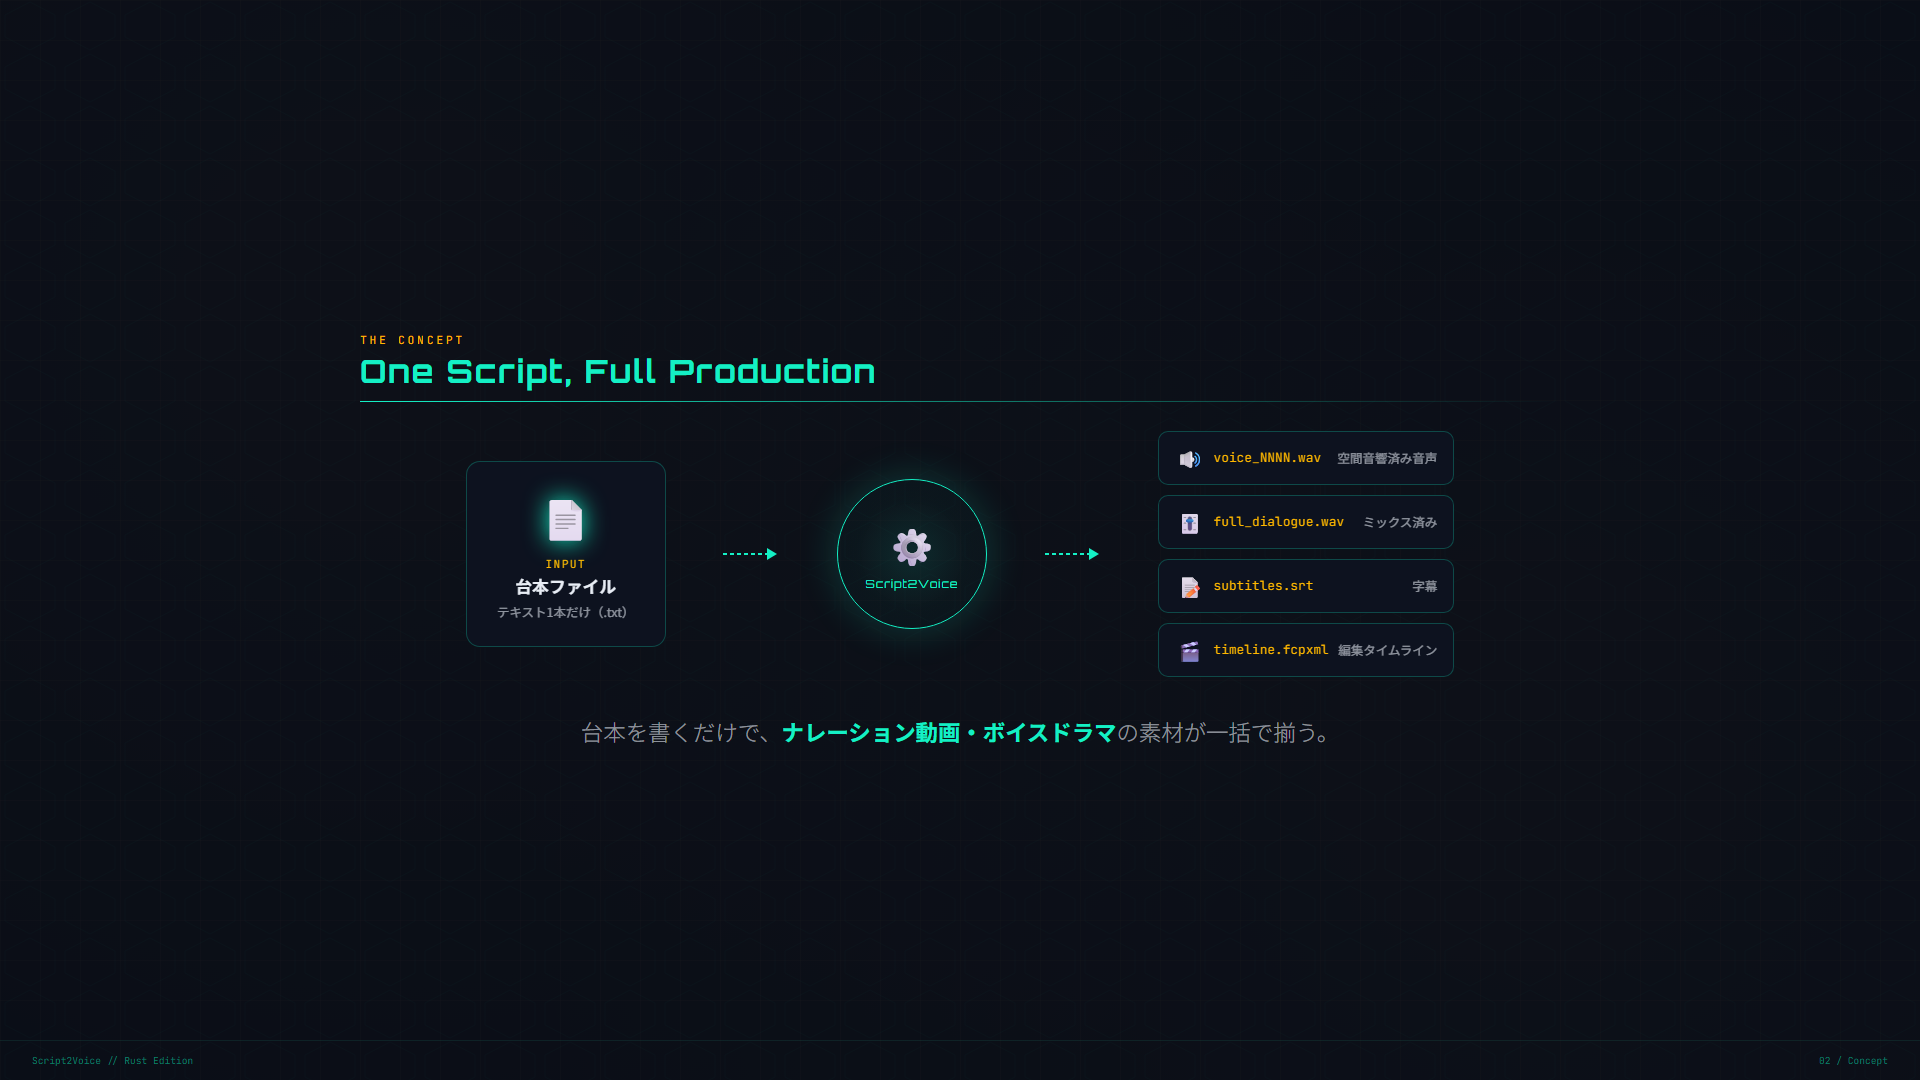 THE CONCEPT
One Script, Full Production
INPUT
台本ファイル
テキスト1本だけ（.txt）
Script2Voice
voice_NNNN.wav 空間音響済み音声
full_dialogue.wav ミックス済み
subtitles.srt 字幕
timeline.fcpxml 編集タイムライン
台本を書くだけで、ナレーション動画・ボイスドラマの素材が一括で揃う。
Script2Voice // Rust Edition
02 / Concept